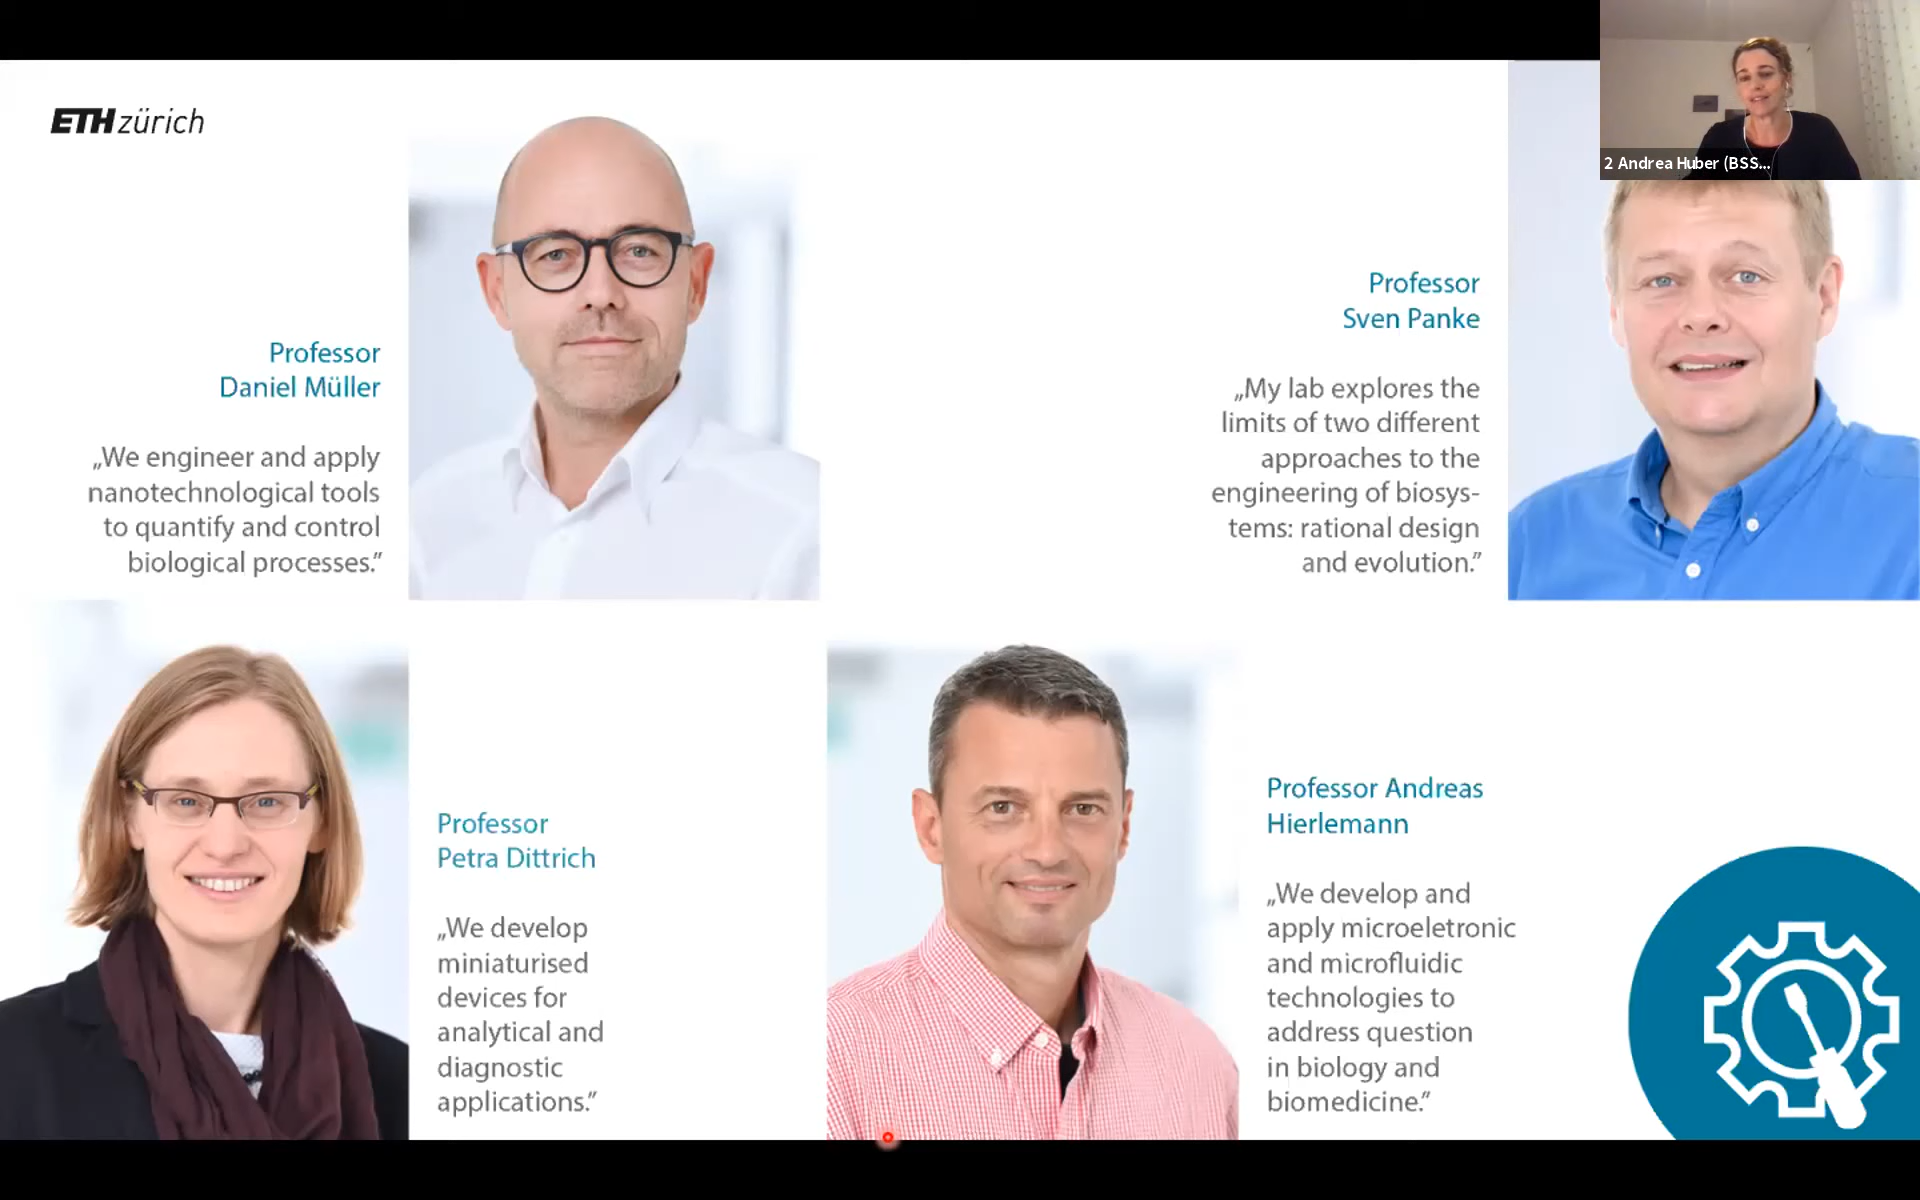 ETH zürich
2 Andrea Huber (BSS...
Professor
Daniel Müller
„We engineer and apply
nanotechnological tools
to quantify and control
biological processes.”
Professor
Sven Panke
„My lab explores the
limits of two different
approaches to the
engineering of biosys-
tems: rational design
and evolution.”
Professor
Petra Dittrich
„We develop
miniaturised
devices for
analytical and
diagnostic
applications.”
Professor Andreas
Hierlemann
„We develop and
apply microeletronic
and microfluidic
technologies to
address question
in biology and
biomedicine.”